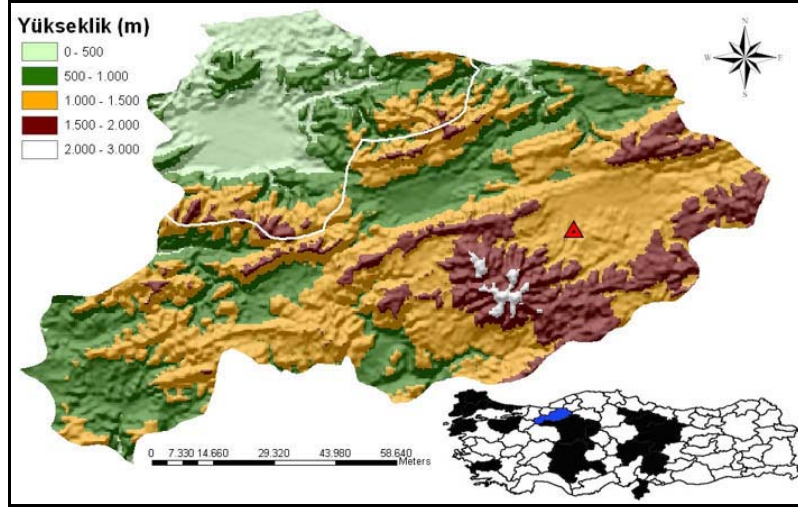 Yükseklik (m)
0 - 500
500 - 1.000
1.000 - 1.500
1.500 - 2.000
2.000 - 3.000
N
W E
S
0 7.330 14.660 29.320 43.980 58.640
Meters